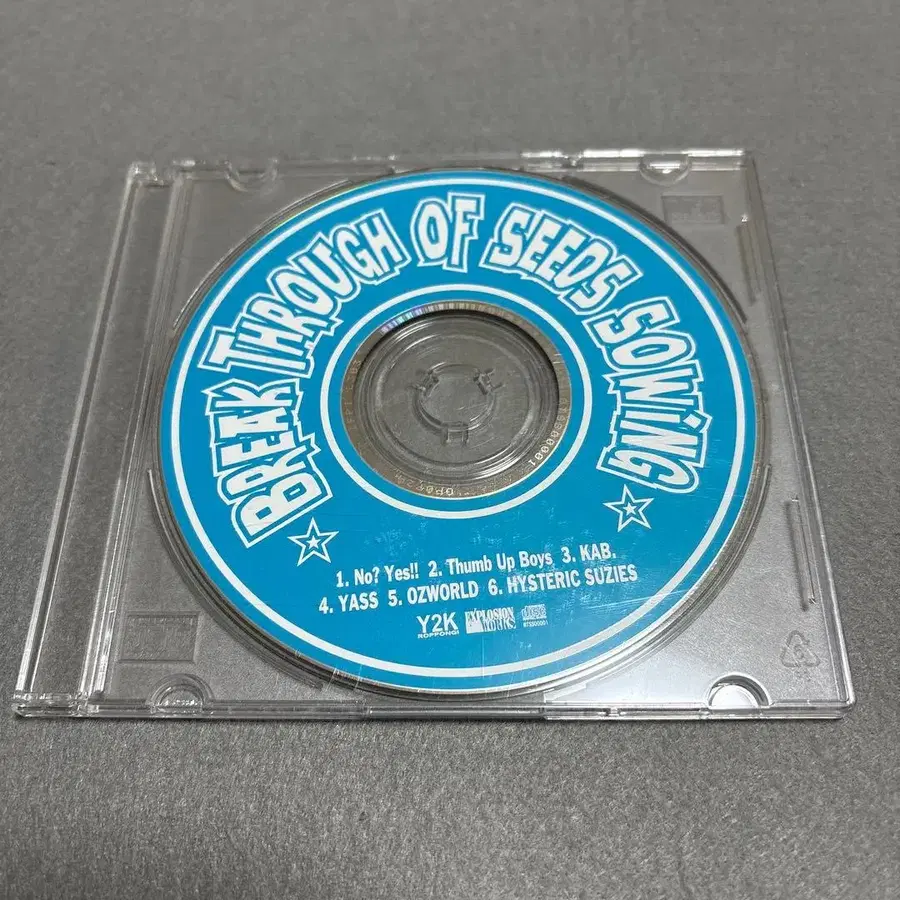 BREAK THROUGH OF SEEDS SOWiNG
1. No? Yes!! 2. Thumb Up Boys 3. KAB.
4. YASS 5. OZWORLD 6. HYSTERIC SUZIES
Y2K
ROPPONGI
EXPLOSION
WORKS